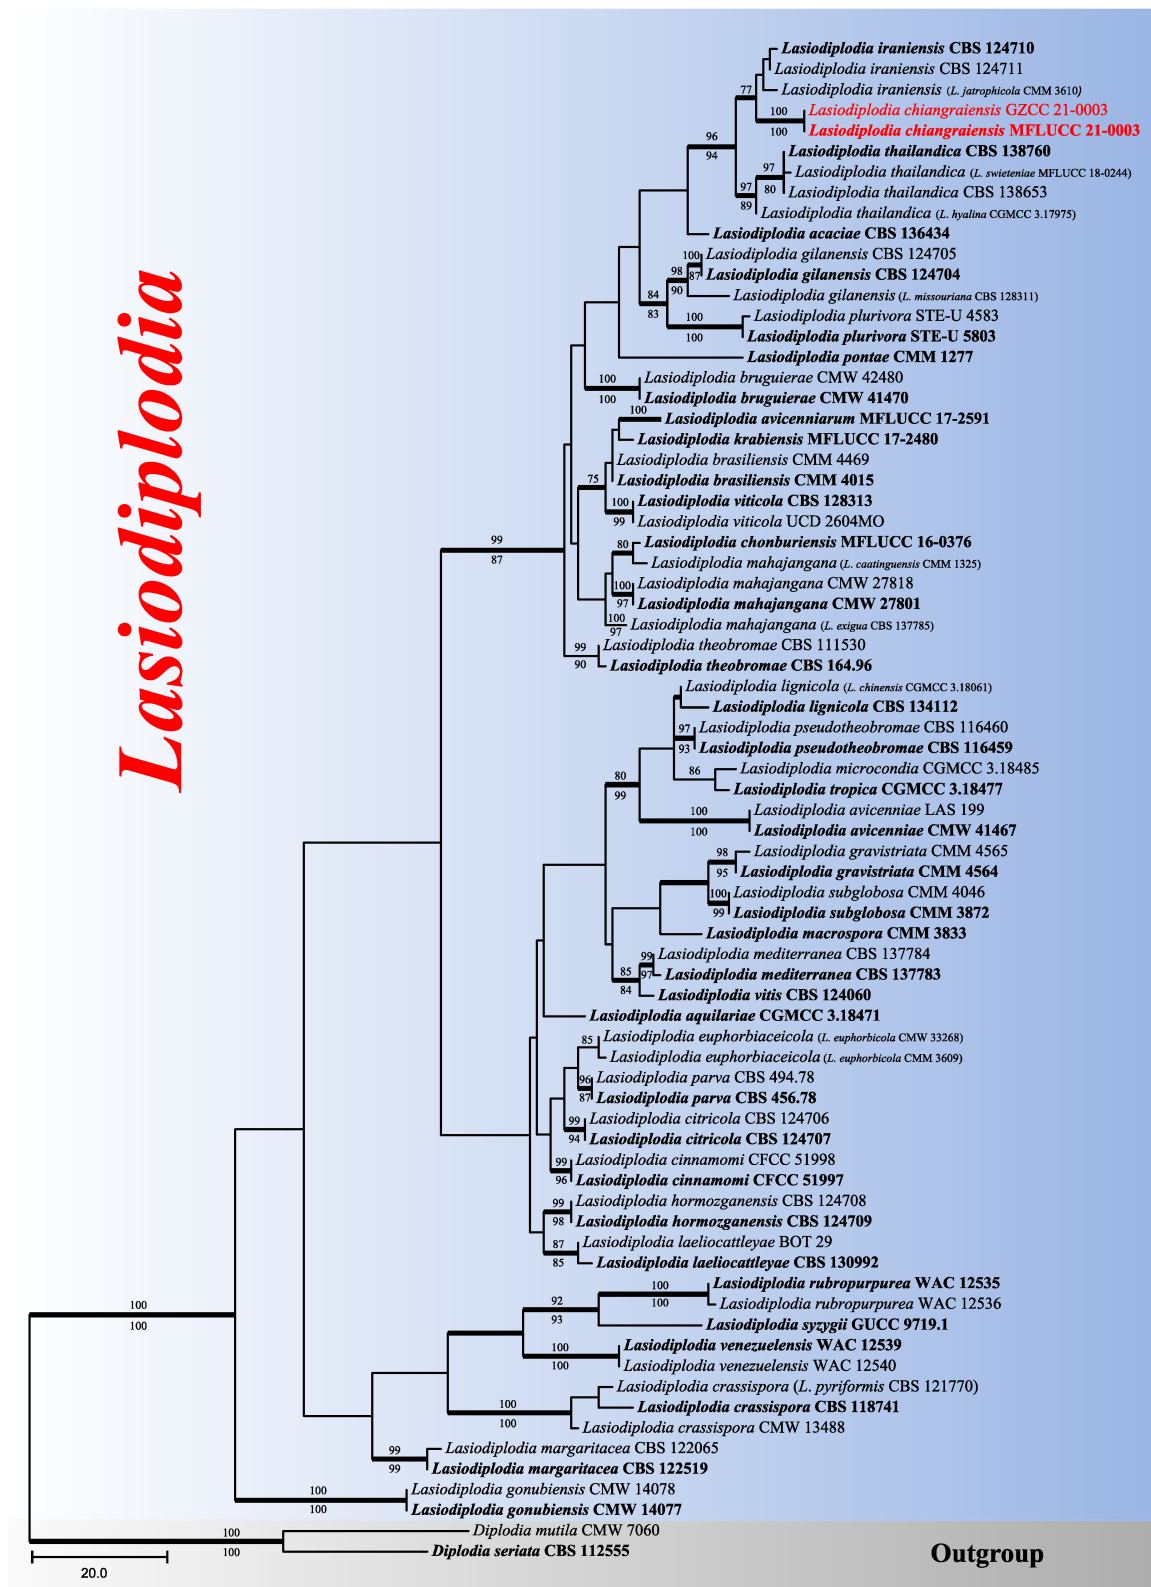 Lasiodiplodia
Lasiodiplodia iraniensis CBS 124710
Lasiodiplodia iraniensis CBS 124711
77
Lasiodiplodia iraniensis (L. jatrophicola CMM 3610)
100
Lasiodiplodia chiangraiensis GZCC 21-0003
100
Lasiodiplodia chiangraiensis MFLUCC 21-0003
96
94
Lasiodiplodia thailandica CBS 138760
97
Lasiodiplodia thailandica (L. swieteniae MFLUCC 18-0244)
97
80
Lasiodiplodia thailandica CBS 138653
89
Lasiodiplodia thailandica (L. hyalina CGMCC 3.17975)
Lasiodiplodia acaciae CBS 136434
100
Lasiodiplodia gilanensis CBS 124705
98
87
Lasiodiplodia gilanensis CBS 124704
90
Lasiodiplodia gilanensis (L. missouriana CBS 128311)
84
83
100
Lasiodiplodia plurivora STE-U 4583
100
Lasiodiplodia plurivora STE-U 5803
Lasiodiplodia pontae CMM 1277
100
Lasiodiplodia bruguierae CMW 42480
100
Lasiodiplodia bruguierae CMW 41470
100
Lasiodiplodia avicenniarum MFLUCC 17-2591
Lasiodiplodia krabiensis MFLUCC 17-2480
Lasiodiplodia brasiliensis CMM 4469
75
Lasiodiplodia brasiliensis CMM 4015
100
Lasiodiplodia viticola CBS 128313
99
Lasiodiplodia viticola UCD 2604MO
99
87
80
Lasiodiplodia chonburiensis MFLUCC 16-0376
Lasiodiplodia mahajangana (L. caatinguensis CMM 1325)
100
Lasiodiplodia mahajangana CMW 27818
97
Lasiodiplodia mahajangana CMW 27801
100
97
Lasiodiplodia mahajangana (L. exigua CBS 137785)
99
Lasiodiplodia theobromae CBS 111530
90
Lasiodiplodia theobromae CBS 164.96
Lasiodiplodia lignicola (L. chinensis CGMCC 3.18061)
Lasiodiplodia lignicola CBS 134112
97
Lasiodiplodia pseudotheobromae CBS 116460
93
Lasiodiplodia pseudotheobromae CBS 116459
86
Lasiodiplodia microcondia CGMCC 3.18485
Lasiodiplodia tropica CGMCC 3.18477
80
99
100
Lasiodiplodia avicenniae LAS 199
100
Lasiodiplodia avicenniae CMW 41467
98
Lasiodiplodia gravistriata CMM 4565
95
Lasiodiplodia gravistriata CMM 4564
100
Lasiodiplodia subglobosa CMM 4046
99
Lasiodiplodia subglobosa CMM 3872
Lasiodiplodia macrospora CMM 3833
99
Lasiodiplodia mediterranea CBS 137784
85
97
Lasiodiplodia mediterranea CBS 137783
84
Lasiodiplodia vitis CBS 124060
Lasiodiplodia aquilariae CGMCC 3.18471
85
Lasiodiplodia euphorbiaceicola (L. euphorbicola CMW 33268)
Lasiodiplodia euphorbiaceicola (L. euphorbicola CMM 3609)
96
Lasiodiplodia parva CBS 494.78
87
Lasiodiplodia parva CBS 456.78
99
Lasiodiplodia citricola CBS 124706
94
Lasiodiplodia citricola CBS 124707
99
Lasiodiplodia cinnamomi CFCC 51998
96
Lasiodiplodia cinnamomi CFCC 51997
99
Lasiodiplodia hormozganensis CBS 124708
98
Lasiodiplodia hormozganensis CBS 124709
87
Lasiodiplodia laeliocattleyae BOT 29
85
Lasiodiplodia laeliocattleyae CBS 130992
100
Lasiodiplodia rubropurpurea WAC 12535
100
Lasiodiplodia rubropurpurea WAC 12536
92
93
Lasiodiplodia syzygii GUCC 9719.1
100
Lasiodiplodia venezuelensis WAC 12539
100
Lasiodiplodia venezuelensis WAC 12540
Lasiodiplodia crassispora (L. pyriformis CBS 121770)
100
Lasiodiplodia crassispora CBS 118741
100
Lasiodiplodia crassispora CMW 13488
99
Lasiodiplodia margaritacea CBS 122065
99
Lasiodiplodia margaritacea CBS 122519
100
100
100
Lasiodiplodia gonubiensis CMW 14078
100
Lasiodiplodia gonubiensis CMW 14077
100
Diplodia mutila CMW 7060
100
Diplodia seriata CBS 112555
Outgroup
20.0